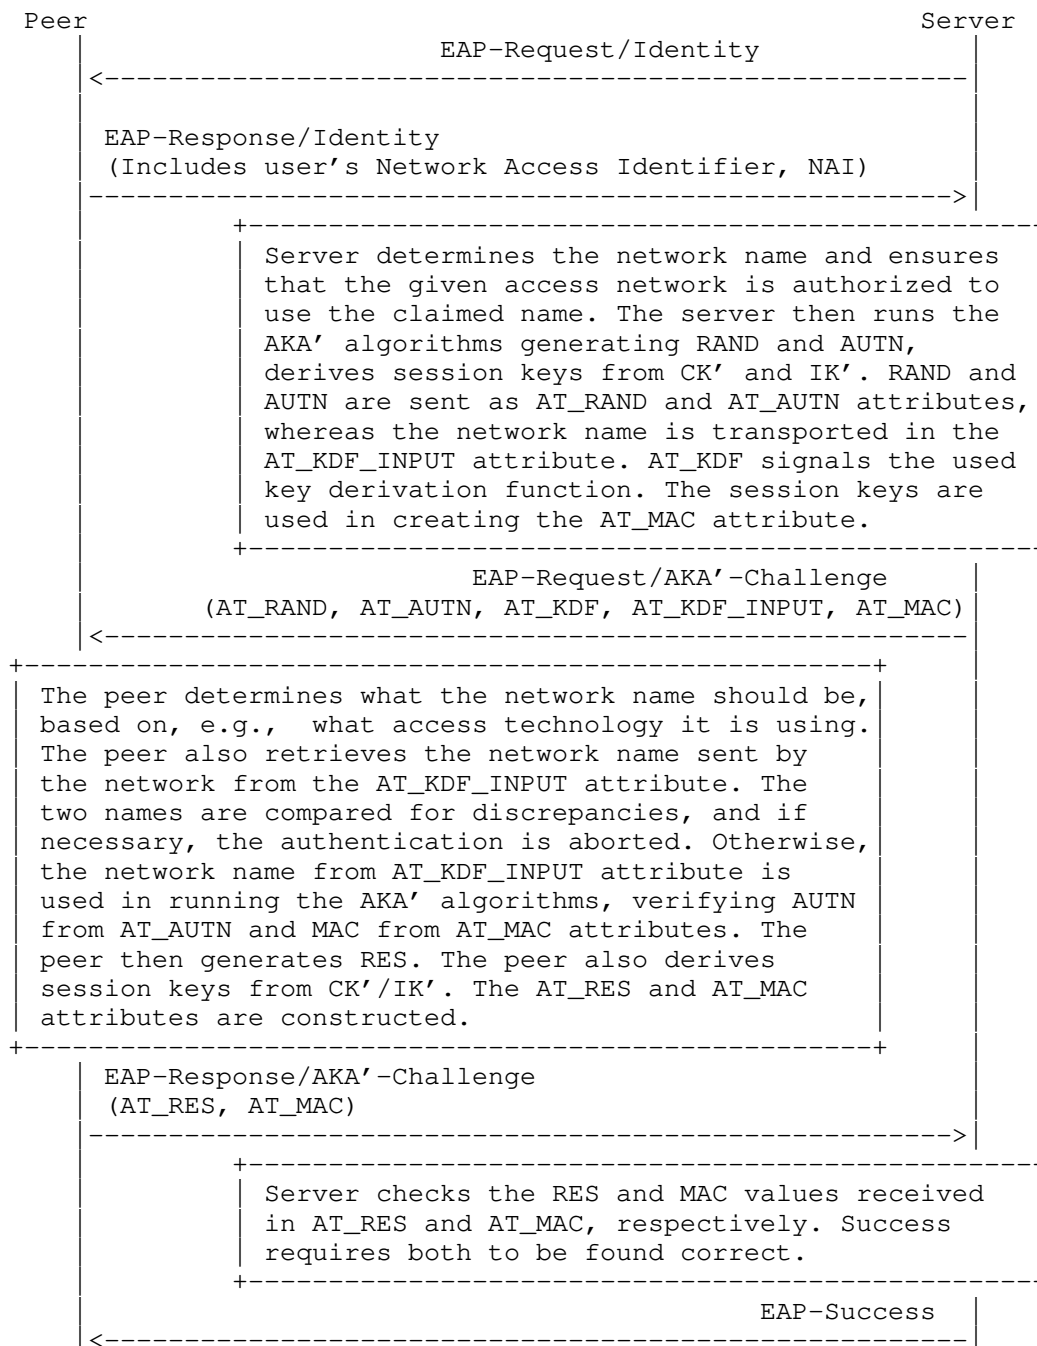 Peer Server
EAP-Request/Identity
EAP-Response/Identity
(Includes user's Network Access Identifier, NAI)
Server determines the network name and ensures
that the given access network is authorized to
use the claimed name. The server then runs the
AKA' algorithms generating RAND and AUTN,
derives session keys from CK' and IK'. RAND and
AUTN are sent as AT_RAND and AT_AUTN attributes,
whereas the network name is transported in the
AT_KDF_INPUT attribute. AT_KDF signals the used
key derivation function. The session keys are
used in creating the AT_MAC attribute.
EAP-Request/AKA'-Challenge
(AT_RAND, AT_AUTN, AT_KDF, AT_KDF_INPUT, AT_MAC)
The peer determines what the network name should be,
based on, e.g., what access technology it is using.
The peer also retrieves the network name sent by
the network from the AT_KDF_INPUT attribute. The
two names are compared for discrepancies, and if
necessary, the authentication is aborted. Otherwise,
the network name from AT_KDF_INPUT attribute is
used in running the AKA' algorithms, verifying AUTN
from AT_AUTN and MAC from AT_MAC attributes. The
peer then generates RES. The peer also derives
session keys from CK'/IK'. The AT_RES and AT_MAC
attributes are constructed.
EAP-Response/AKA'-Challenge
(AT_RES, AT_MAC)
Server checks the RES and MAC values received
in AT_RES and AT_MAC, respectively. Success
requires both to be found correct.
EAP-Success